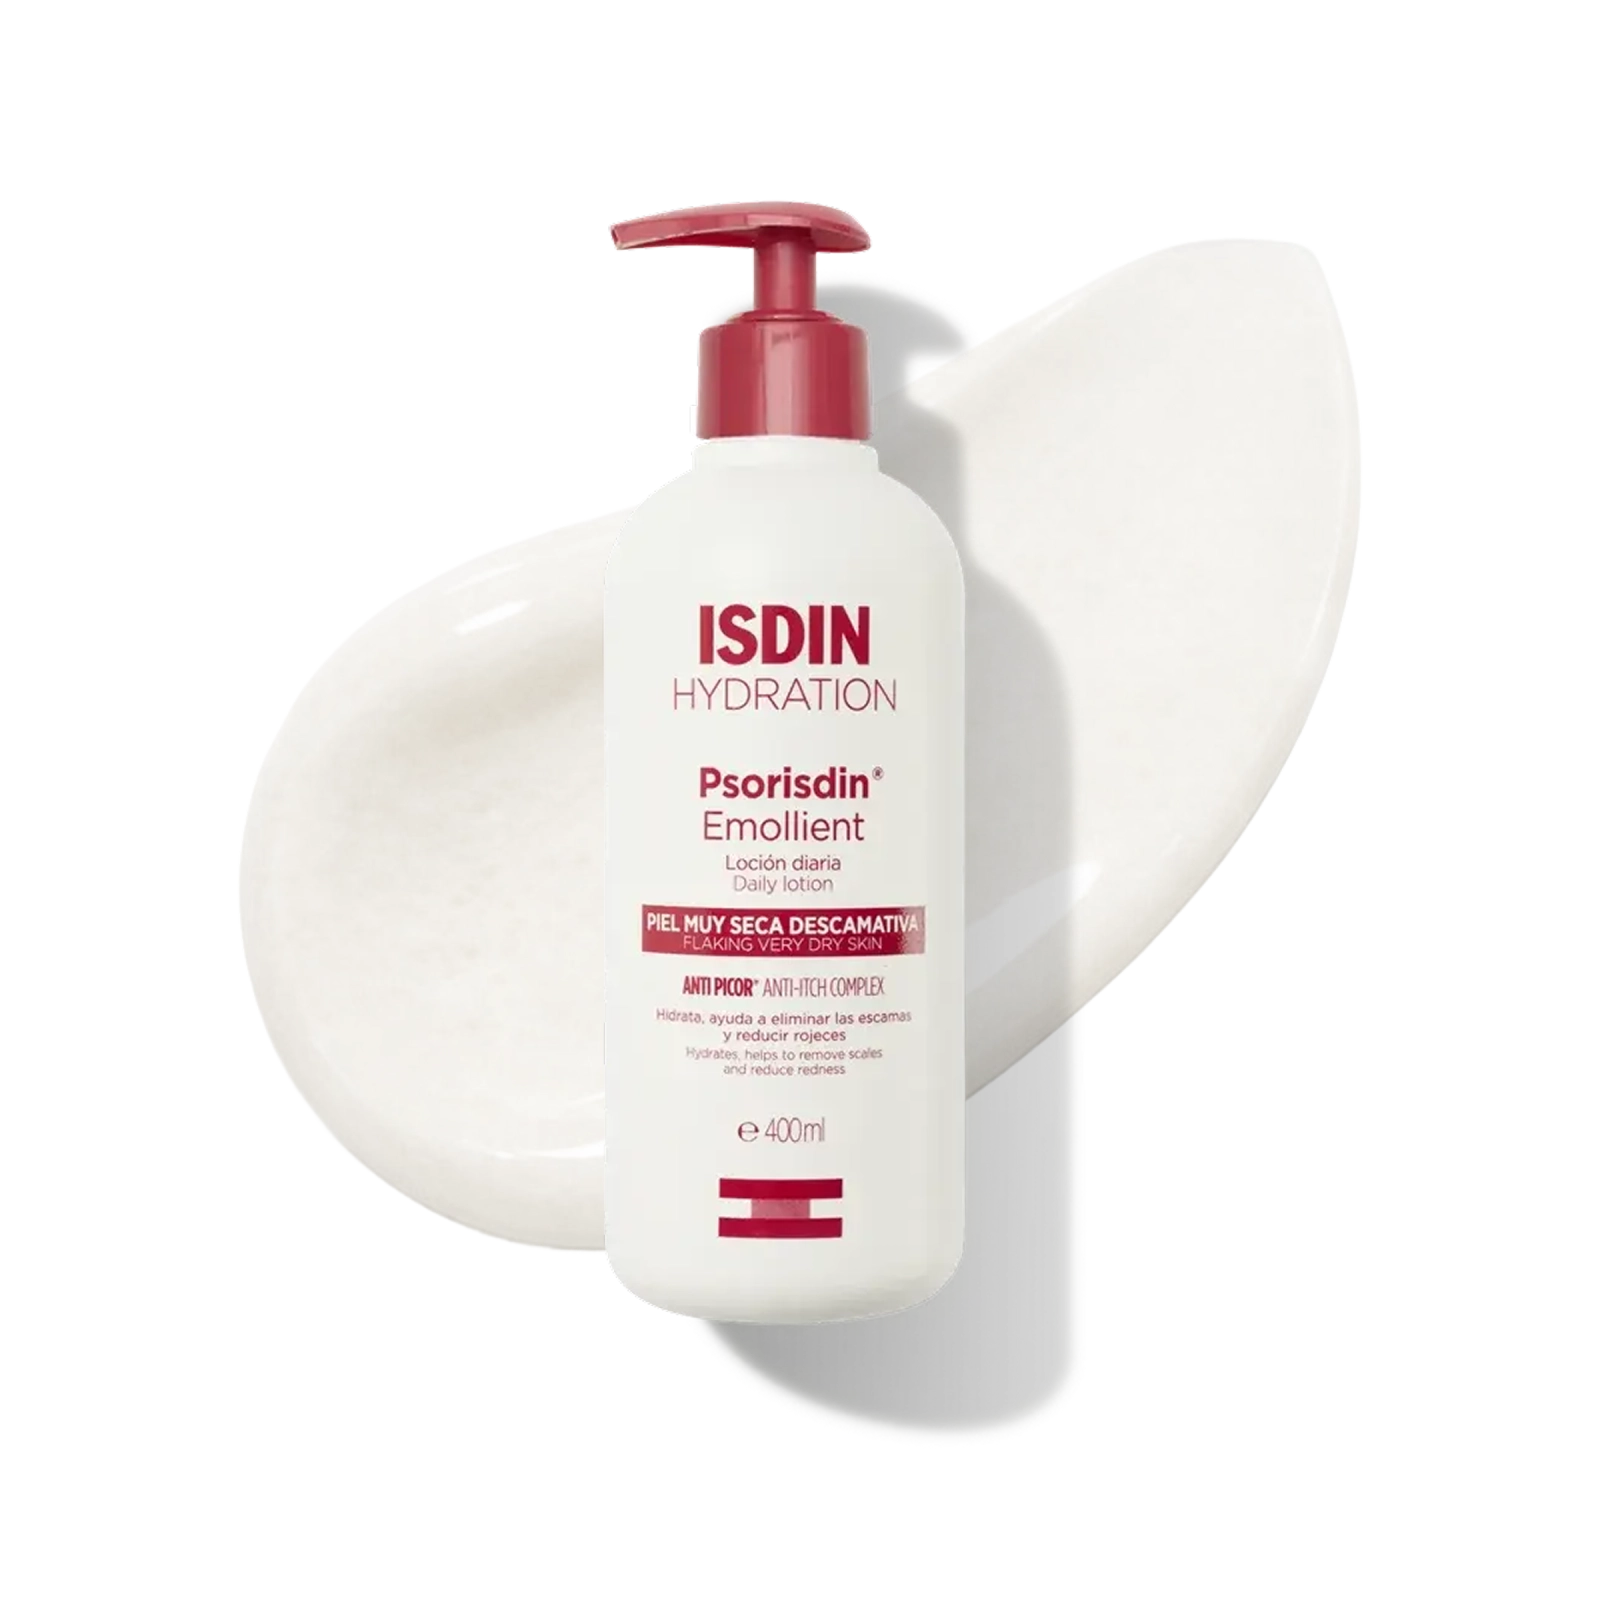 ISDIN
HYDRATION
Psorisdin®
Emollient
Loción diaria
Daily lotion
PIEL MUY SECA DESCAMATIVA
FLAKING VERY DRY SKIN
ANTI PICOR* ANTI-ITCH COMPLEX
Hidrata, ayuda a eliminar las escamas
y reducir rojeces
Hydrates, helps to remove scales
and reduce redness
℮ 400ml